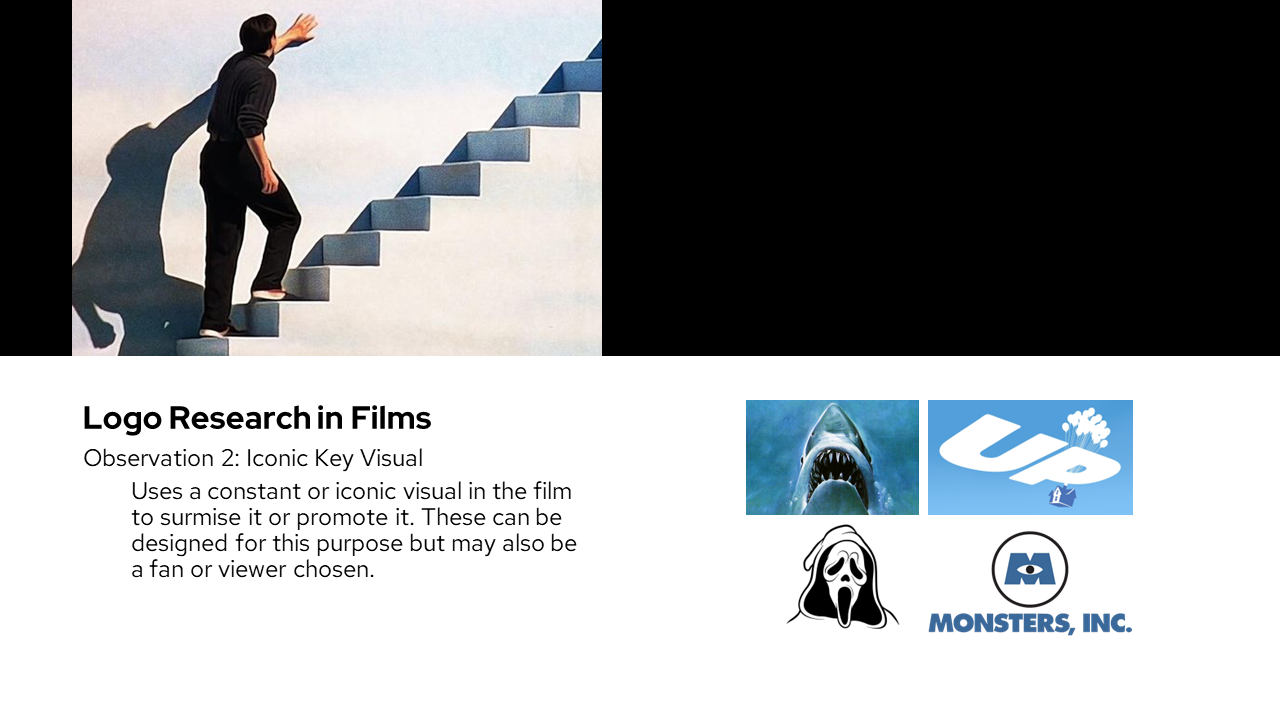 Logo Research in Films
Observation 2: Iconic Key Visual
Uses a constant or iconic visual in the film
to surmise it or promote it. These can be
designed for this purpose but may also be
a fan or viewer chosen.
UP
M
MONSTERS, INC.